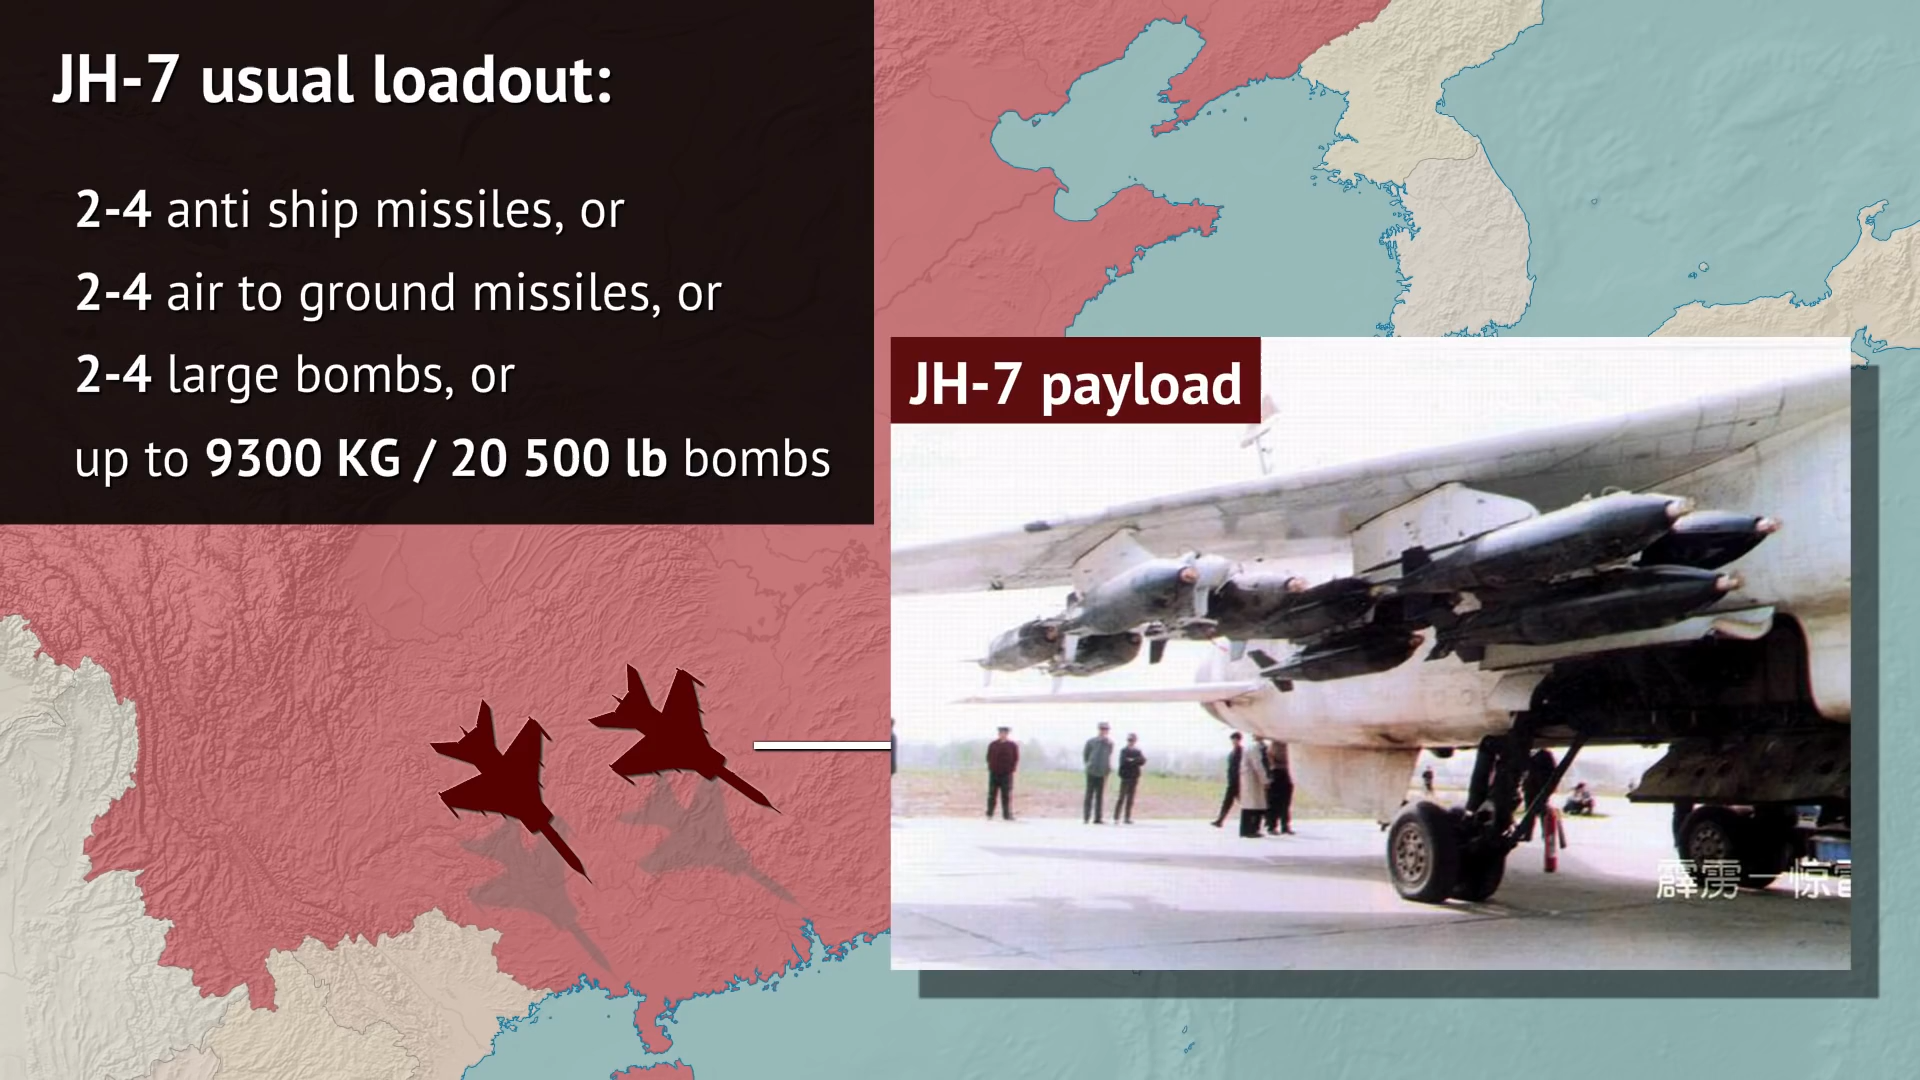 JH-7 usual loadout:
2-4 anti ship missiles, or
2-4 air to ground missiles, or
2-4 large bombs, or
up to 9300 KG / 20 500 lb bombs
JH-7 payload
霹雳一惊